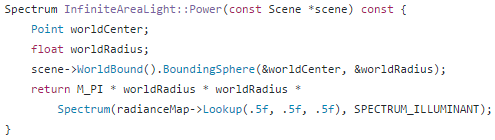 Spectrum InfiniteAreaLight::Power(const Scene *scene) const {
    Point worldCenter;
    float worldRadius;
    scene->WorldBound().BoundingSphere(&worldCenter, &worldRadius);
    return M_PI * worldRadius * worldRadius *
        Spectrum(radianceMap->Lookup(.5f, .5f, .5f), SPECTRUM_ILLUMINANT);
}